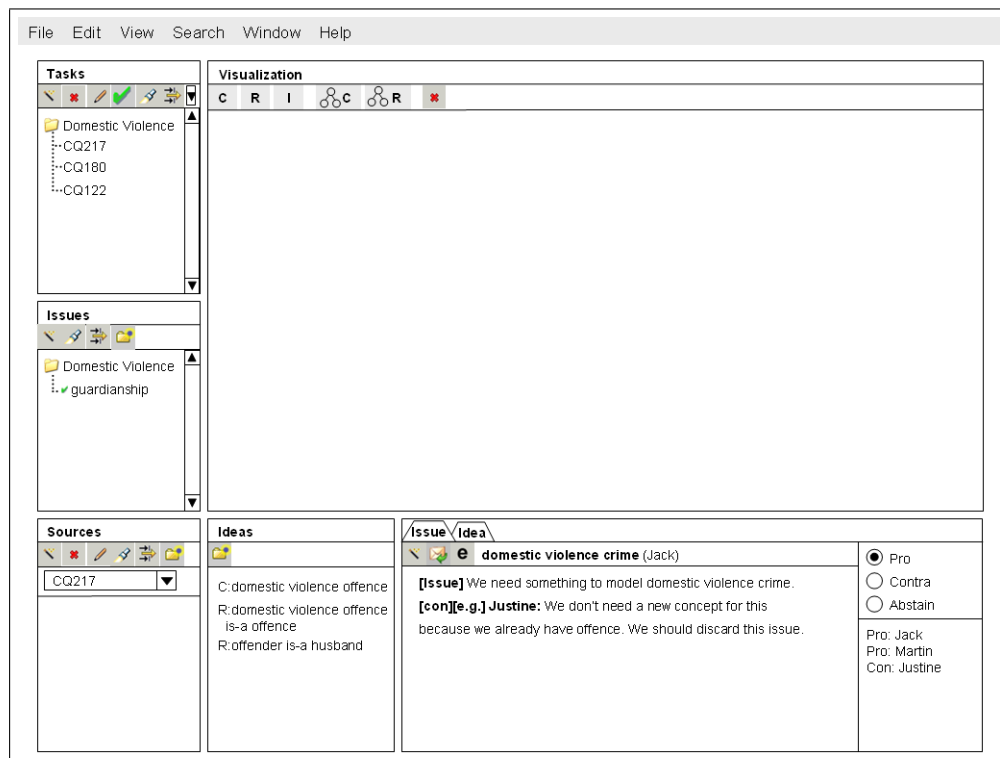 File Edit View Search Window Help
Tasks
Domestic Violence
CQ217
CQ180
CQ122
Visualization
C R I C R
Issues
Domestic Violence
guardianship
Sources
CQ217
Ideas
C:domestic violence offence
R:domestic violence offence
is-a offence
R:offender is-a husband
Issue Idea
e domestic violence crime (Jack)
[Issue] We need something to model domestic violence crime.
[con][e.g.] Justine: We don't need a new concept for this
because we already have offence. We should discard this issue.
Pro
Contra
Abstain
Pro: Jack
Pro: Martin
Con: Justine